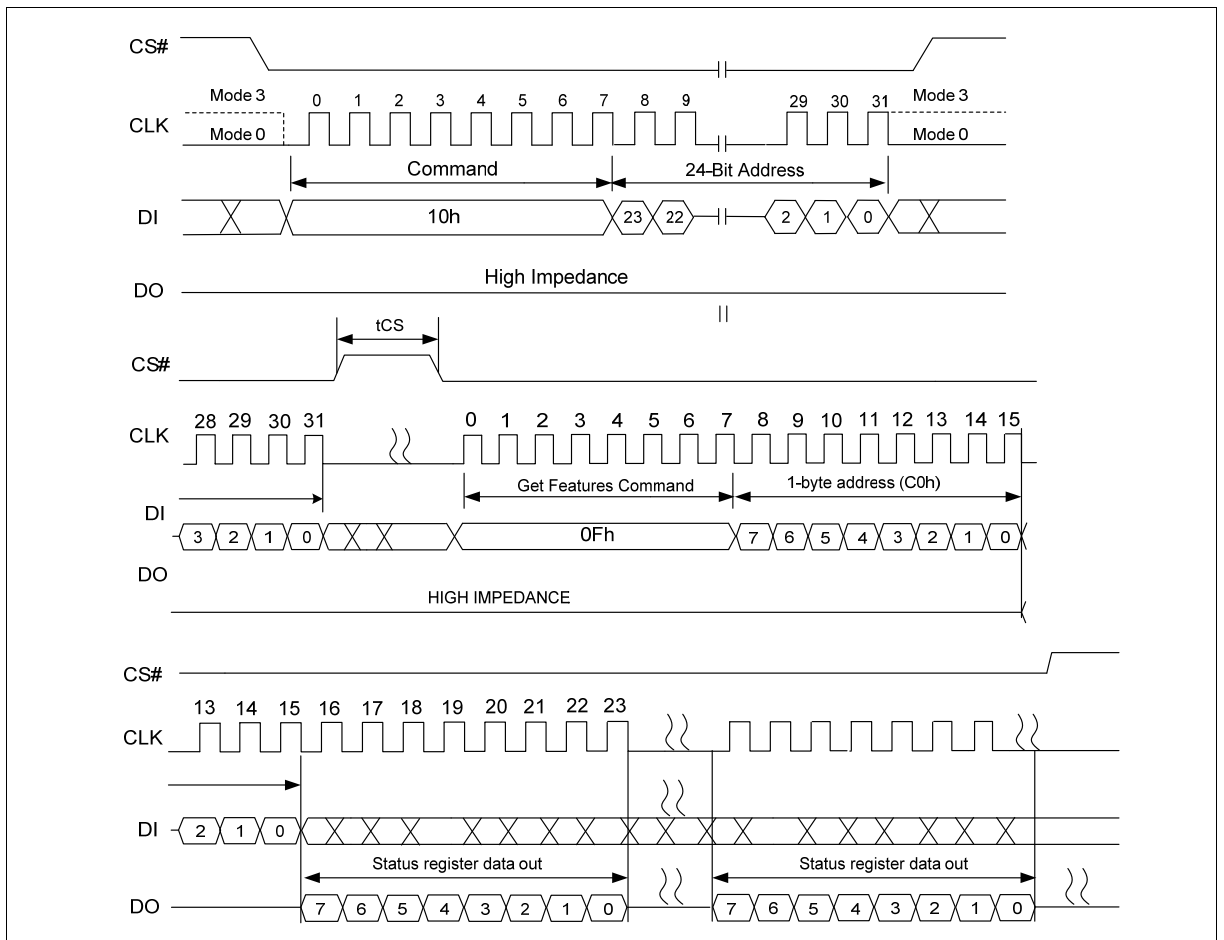 CS#
Mode 3 Mode 3
0 1 2 3 4 5 6 7 8 9 29 30 31
CLK
Mode 0 Mode 0
Command 24-Bit Address
DI 10h 23 22 2 1 0
High Impedance
DO
tCS
CS#
28 29 30 31 0 1 2 3 4 5 6 7 8 9 10 11 12 13 14 15
CLK
Get Features Command 1-byte address (C0h)
DI
3 2 1 0 0Fh 7 6 5 4 3 2 1 0
DO
HIGH IMPEDANCE
CS#
13 14 15 16 17 18 19 20 21 22 23
CLK
DI 2 1 0
Status register data out Status register data out
DO 7 6 5 4 3 2 1 0 7 6 5 4 3 2 1 0